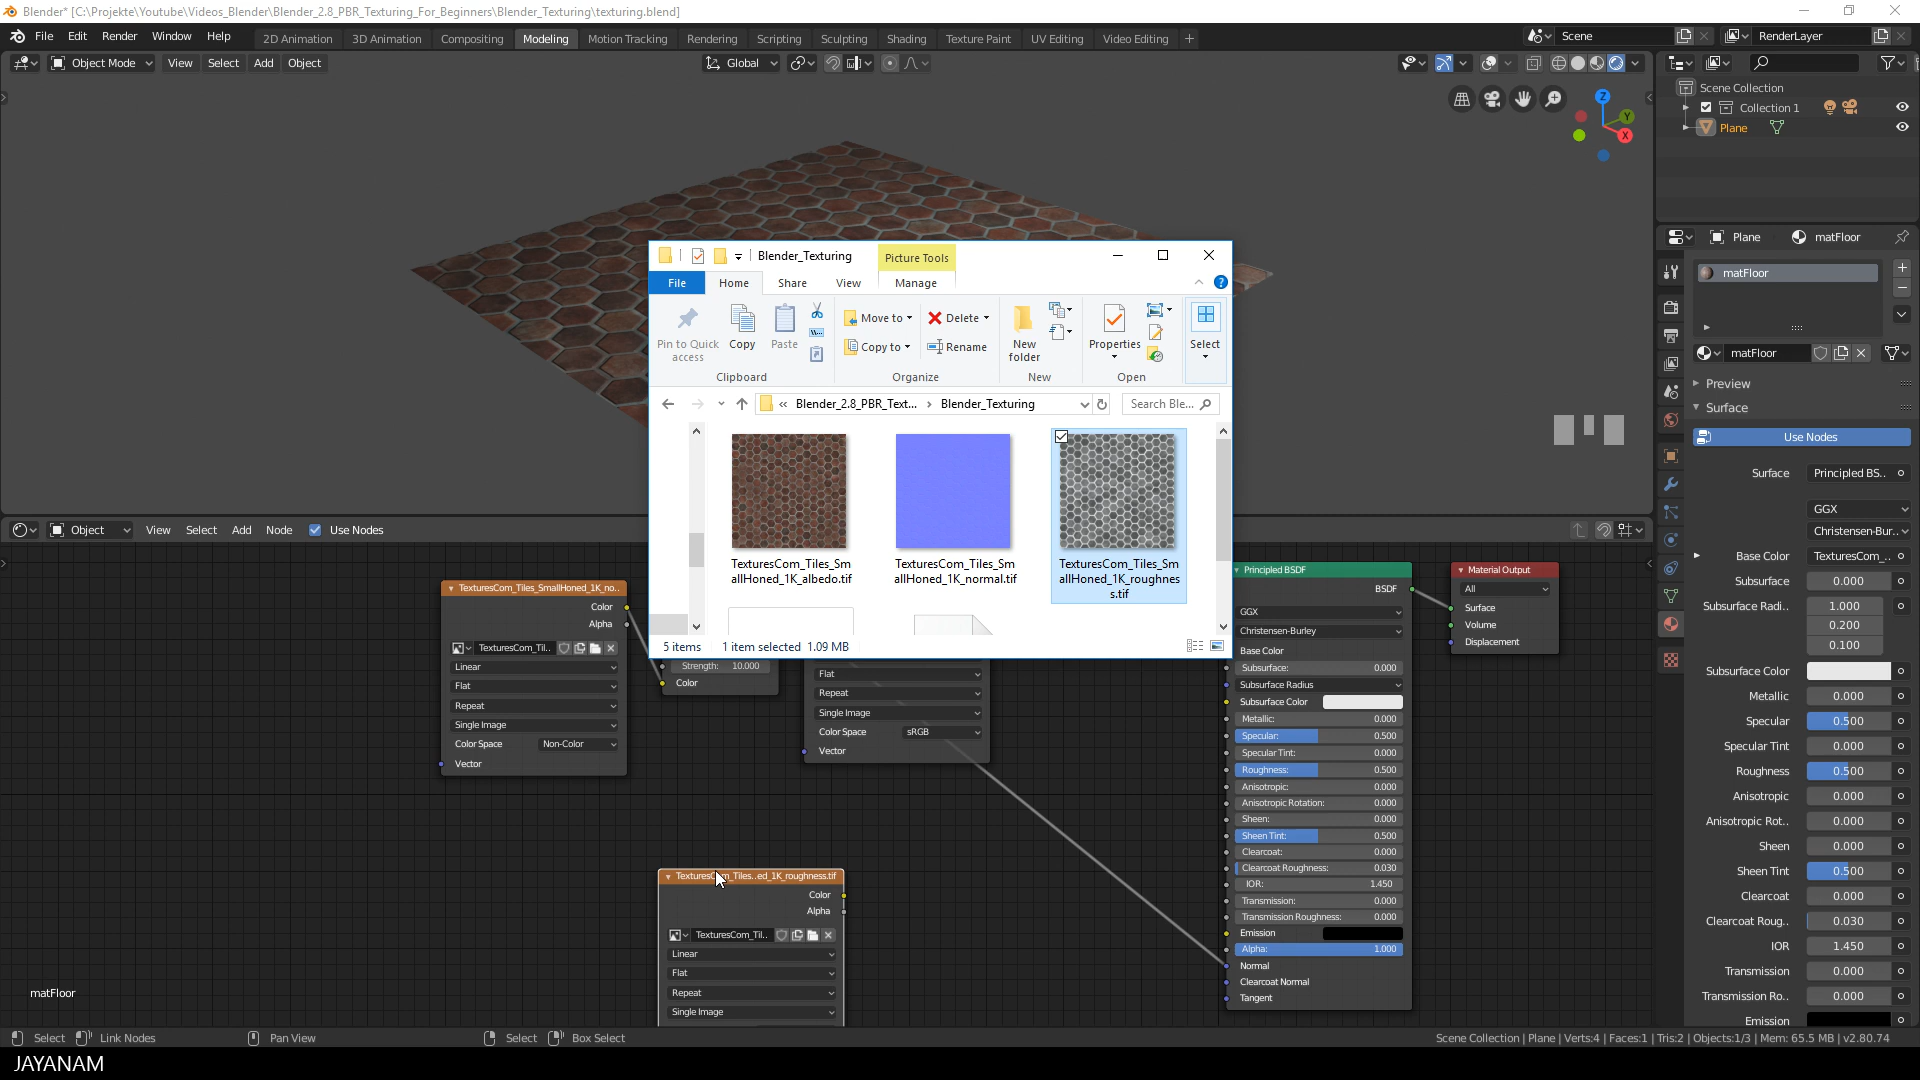 Blender* [C:\Projekte\Youtube\Videos_Blender\Blender_2.8_PBR_Texturing_For_Beginners\Blender_Texturing\texturing.blend]
File Edit Render Window Help 2D Animation 3D Animation Compositing Modeling Motion Tracking Rendering Scripting Sculpting Shading Texture Paint UV Editing Video Editing + Scene RenderLayer
Object Mode View Select Add Object Global
Scene Collection
Collection 1
Plane
Z
Y
X
Plane matFloor
matFloor
matFloor
Preview
Surface
Use Nodes
Surface Principled BS..
GGX
Christensen-Bur..
Base Color TexturesCom_..
Subsurface 0.000
Subsurface Radi.. 1.000
0.200
0.100
Surface Color
Metallic 0.000
Specular 0.500
Specular Tint 0.000
Roughness 0.500
Anisotropic 0.000
Anisotropic Rot.. 0.000
Sheen 0.000
Sheen Tint 0.500
Clearcoat 0.000
Clearcoat Roug.. 0.030
IOR 1.450
Transmission 0.000
Transmission Ro.. 0.000
Emission
Blender_Texturing Picture Tools
File Home Share View Manage
Pin to Quick access
Copy
Paste
Move to
Copy to
Delete
Rename
New folder
Properties
Select
Clipboard Organize New Open
« Blender_2.8_PBR_Text... › Blender_Texturing Search Ble...
TexturesCom_Tiles_Sm
allHoned_1K_albedo.tif
TexturesCom_Tiles_Sm
allHoned_1K_normal.tif
TexturesCom_Tiles_Sm
allHoned_1K_roughnes
s.tif
5 items 1 item selected 1.09 MB
Object View Select Add Node Use Nodes
TexturesCom_Tiles_SmallHoned_1K_no..
Color
Alpha
TexturesCom_Til..
Linear
Flat
Repeat
Single Image
Color Space Non-Color
Vector
Strength: 10.000
Color
Flat
Repeat
Single Image
Color Space sRGB
Vector
TexturesCom_Tiles..ed_1K_roughness.tif
Color
Alpha
TexturesCom_Til..
Linear
Flat
Repeat
Single Image
Principled BSDF
BSDF
GGX
Christensen-Burley
Base Color
Subsurface: 0.000
Subsurface Radius
Subsurface Color
Metallic: 0.000
Specular: 0.500
Specular Tint: 0.000
Roughness: 0.500
Anisotropic: 0.000
Anisotropic Rotation: 0.000
Sheen: 0.000
Sheen Tint: 0.500
Clearcoat: 0.000
Clearcoat Roughness: 0.030
IOR: 1.450
Transmission: 0.000
Transmission Roughness: 0.000
Emission
Alpha: 1.000
Normal
Clearcoat Normal
Tangent
Material Output
All
Surface
Volume
Displacement
matFloor
Select Link Nodes Pan View Select Box Select Scene Collection | Plane | Verts:4 | Faces:1 | Tris:2 | Objects:1/3 | Mem: 65.5 MB | v2.80.74
JAYANAM